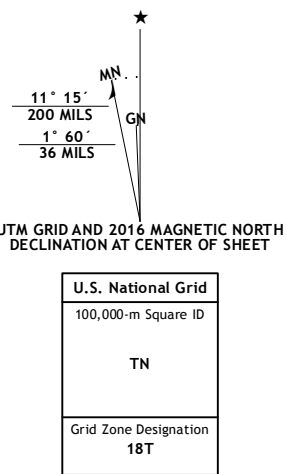 ★
MN
11° 15´
200 MILS
GN
1° 60´
36 MILS
UTM GRID AND 2016 MAGNETIC NORTH
DECLINATION AT CENTER OF SHEET
U.S. National Grid
100,000-m Square ID
TN
Grid Zone Designation
18T